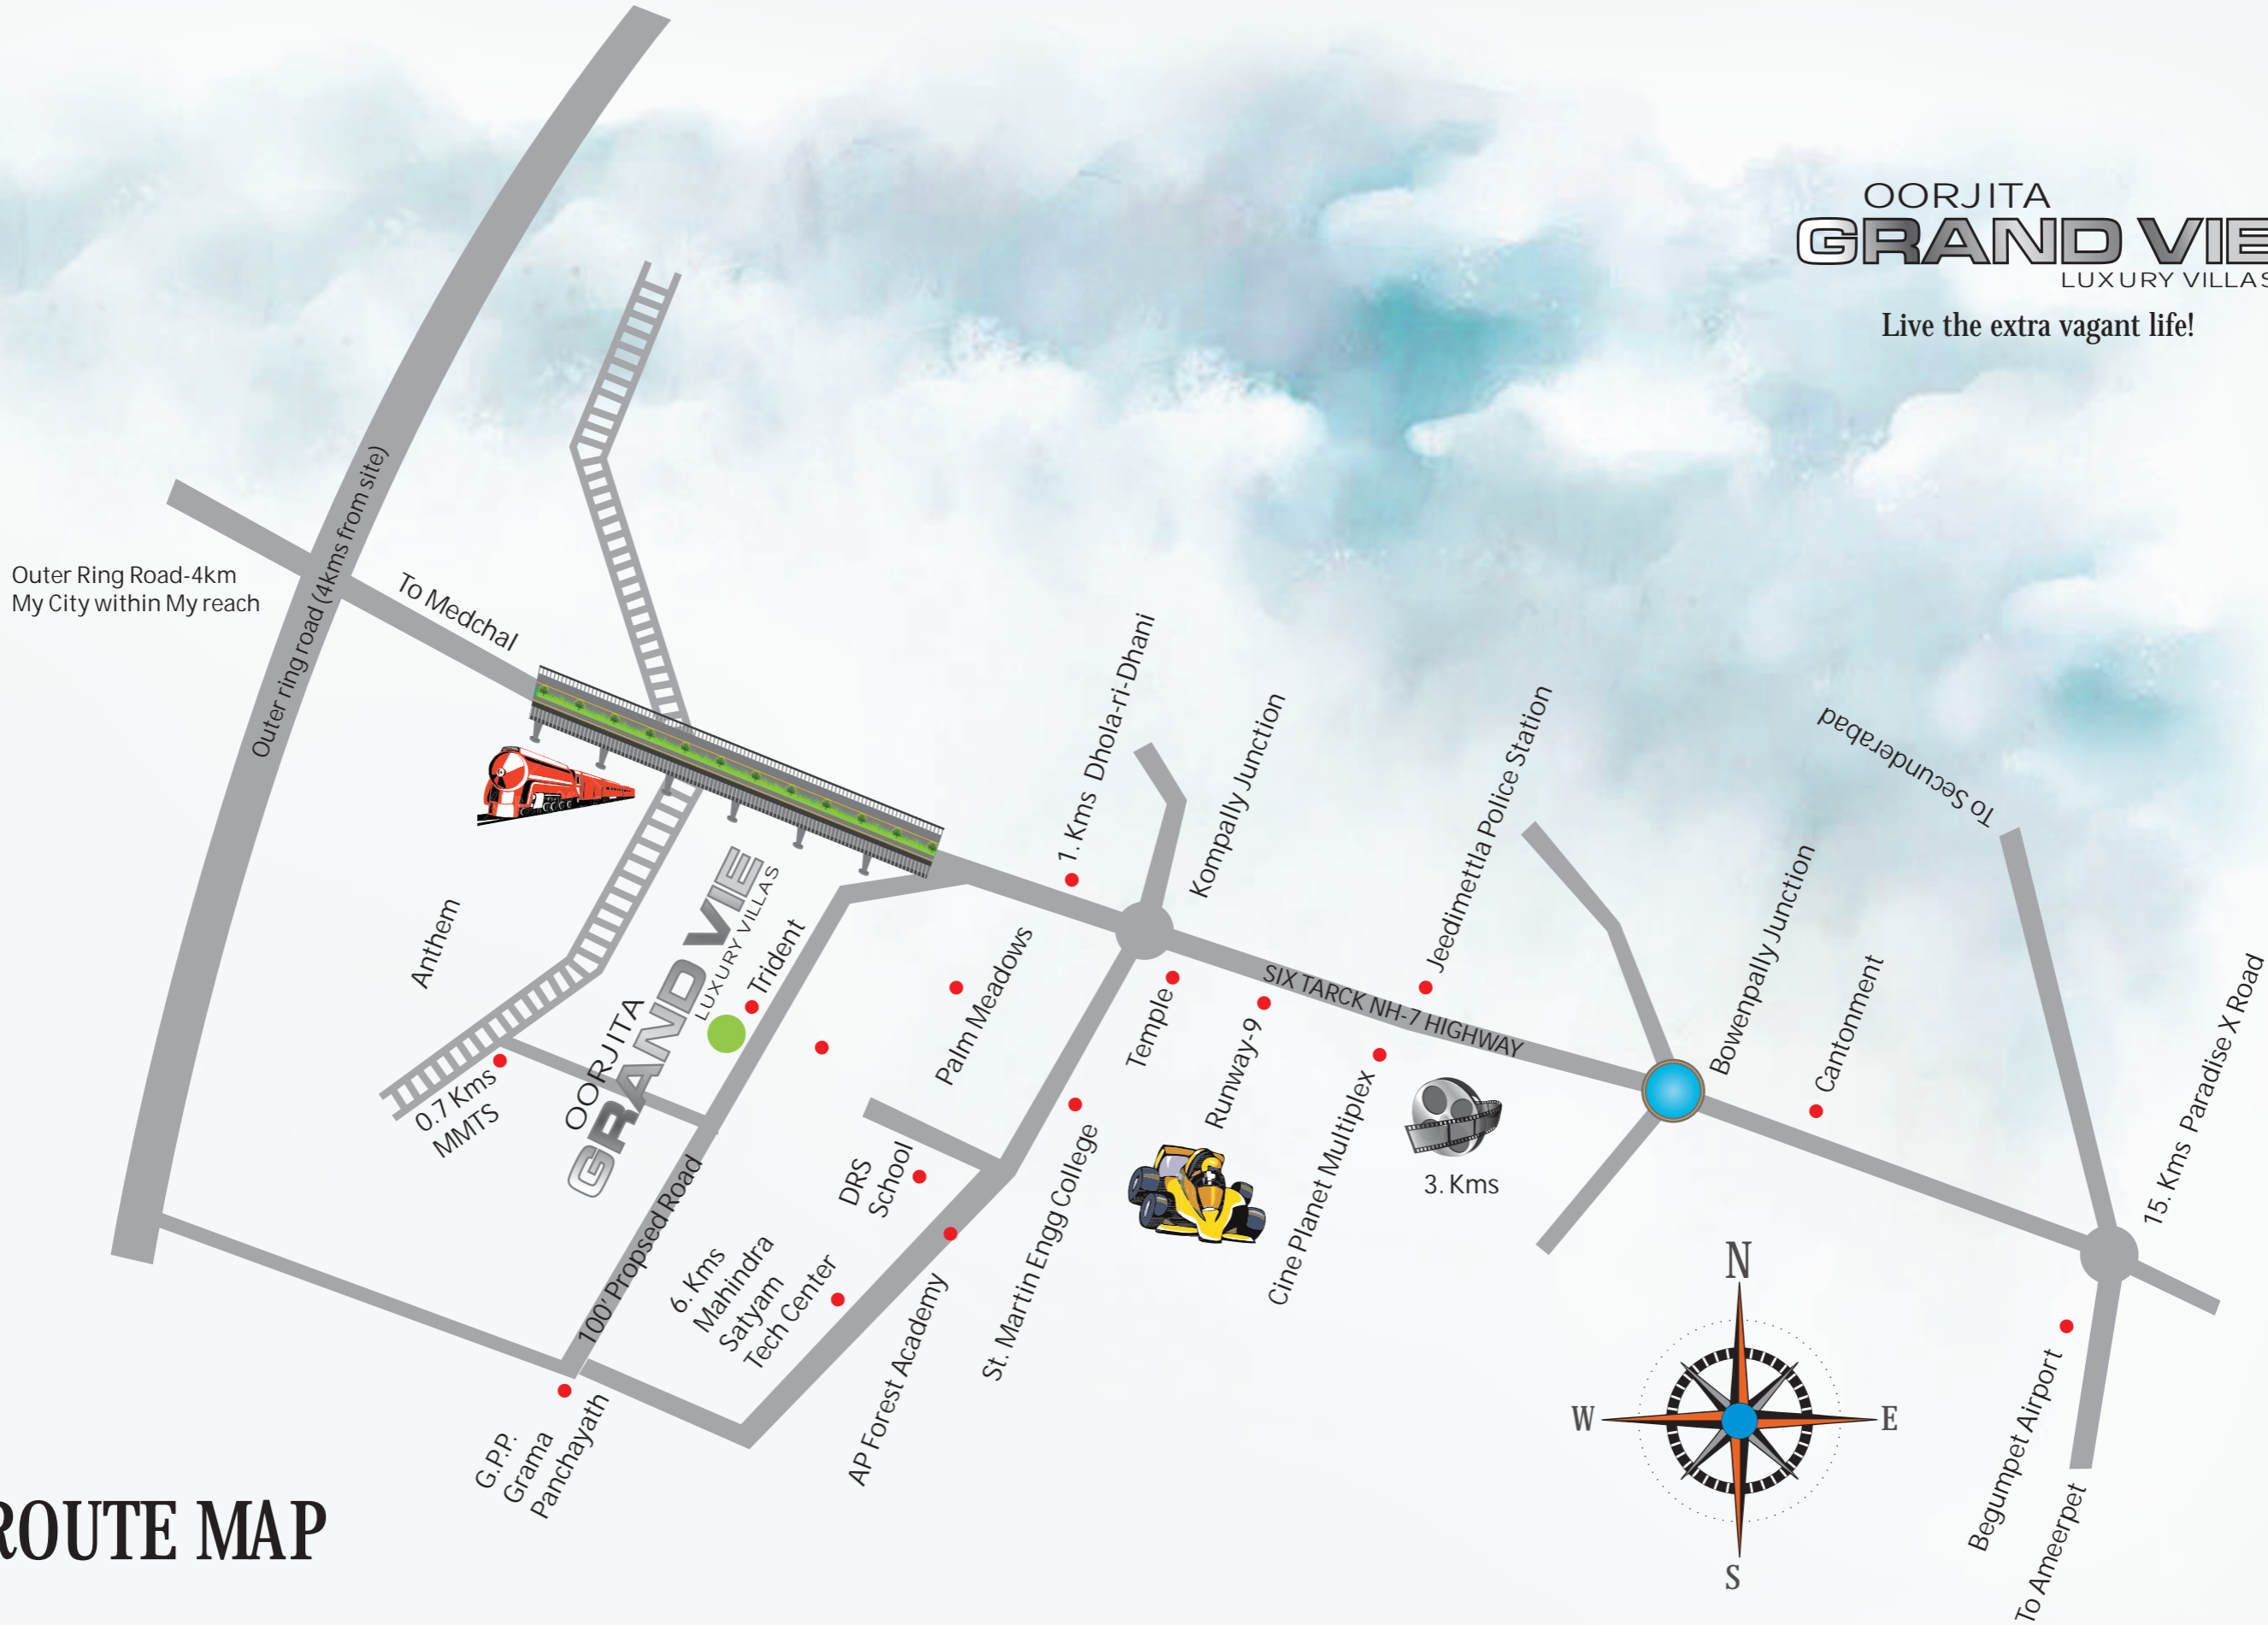 OORJITA
GRAND VIE
LUXURY VILLAS
Live the extra vagant life!
Outer Ring Road-4km
My City within My reach
Outer ring road (4kms from site)
To Medchal
1. Kms Dhola-ri-Dhani
Kompally Junction
Jeedimettla Police Station
To Secunderabad
Bowenpally Junction
Cantonment
15. Kms Paradise X Road
SIX TARCK NH-7 HIGHWAY
Anthem
OORJITA
GRAND VIE
LUXURY VILLAS
Trident
Palm Meadows
Temple
Runway-9
Cine Planet Multiplex
3. Kms
0.7 Kms
MMTS
DRS
School
St. Martin Engg College
100' Propsed Road
6. Kms
Mahindra
Satyam
Tech Center
AP Forest Academy
G.P.P.
Grama
Panchayath
N
W
E
S
Begumpet Airport
To Ameerpet
ROUTE MAP